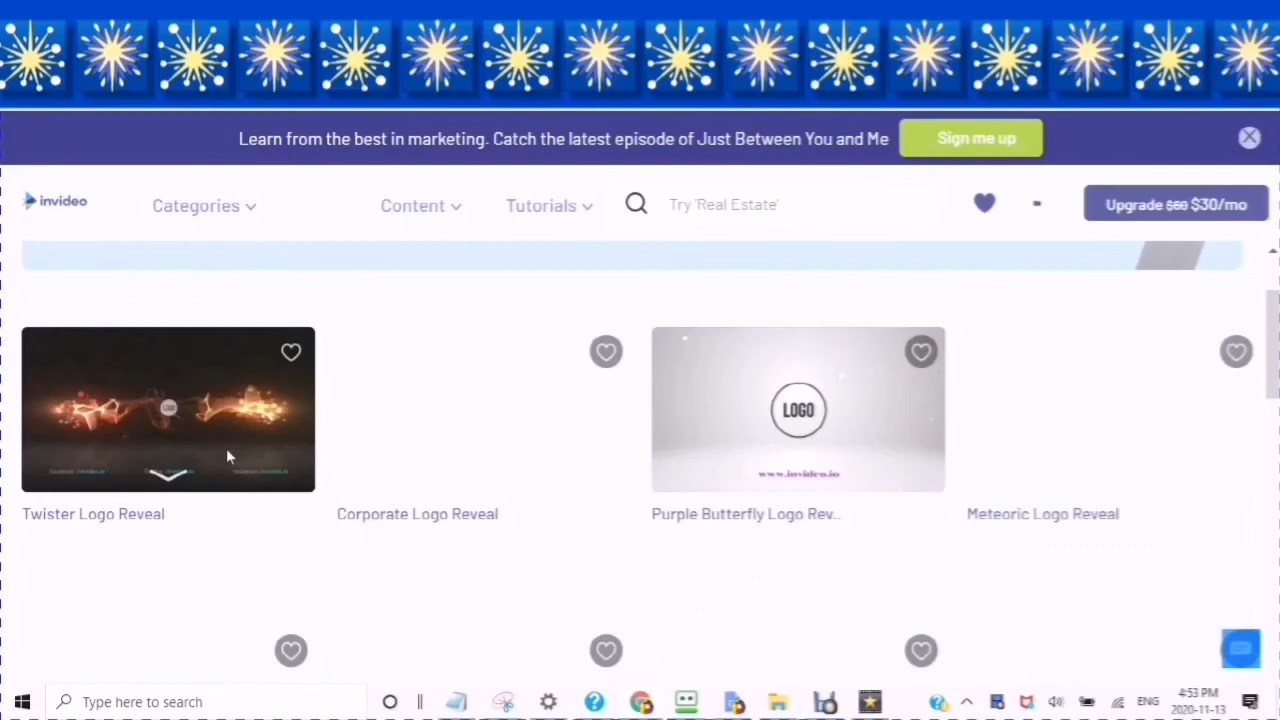 Learn from the best in marketing. Catch the latest episode of Just Between You and Me
Sign me up
invideo
Categories
Content
Tutorials
Try 'Real Estate'
Upgrade $60 $30/mo
LOGO
LOGO
www.invideo.io
Twister Logo Reveal
Corporate Logo Reveal
Purple Butterfly Logo Rev..
Meteoric Logo Reveal
Type here to search
ENG
4:53 PM
2020-11-13